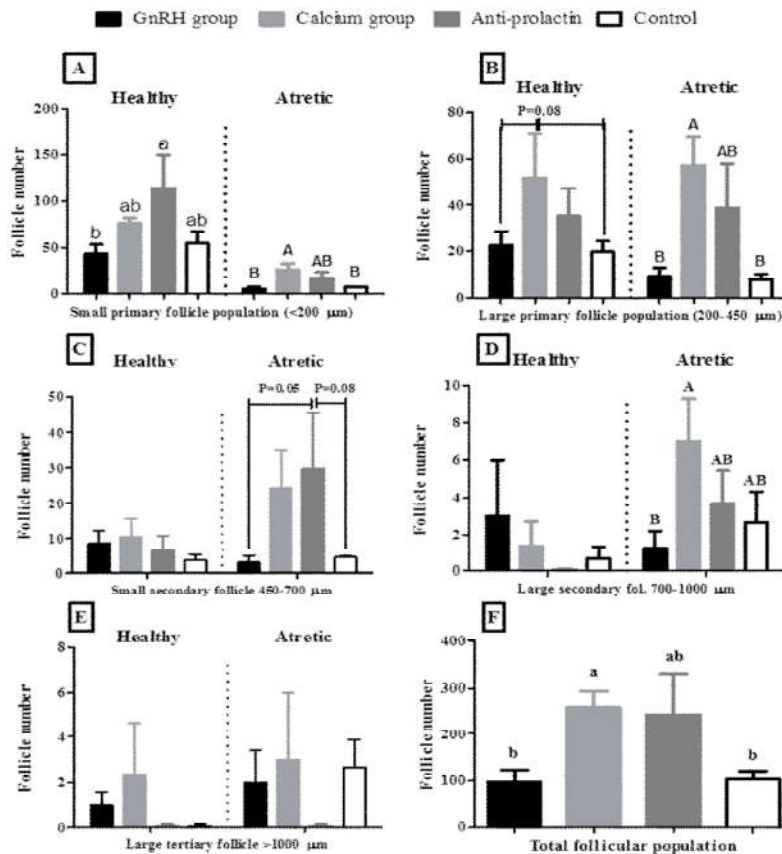 GnRH group Calcium group Anti-prolactin Control
A
Healthy Atretic
Follicle number
200
150
100
50
0
b ab a ab B A AB B
Small primary follicle population (<200 µm)
B
Healthy Atretic
P=0.08
Follicle number
80
60
40
20
0
B A AB B
Large primary follicle population (200-450 µm)
C
Healthy Atretic
P=0.05 P=0.08
Follicle number
50
40
30
20
10
0
Small secondary follicle 450-700 µm
D
Healthy Atretic
Follicle number
10
8
6
4
2
0
B A AB AB
Large secondary fol. 700-1000 µm
E
Healthy Atretic
Follicle number
8
6
4
2
0
Large tertiary follicle >1000 µm
F
Follicle number
400
300
200
100
0
b a ab b
Total follicular population